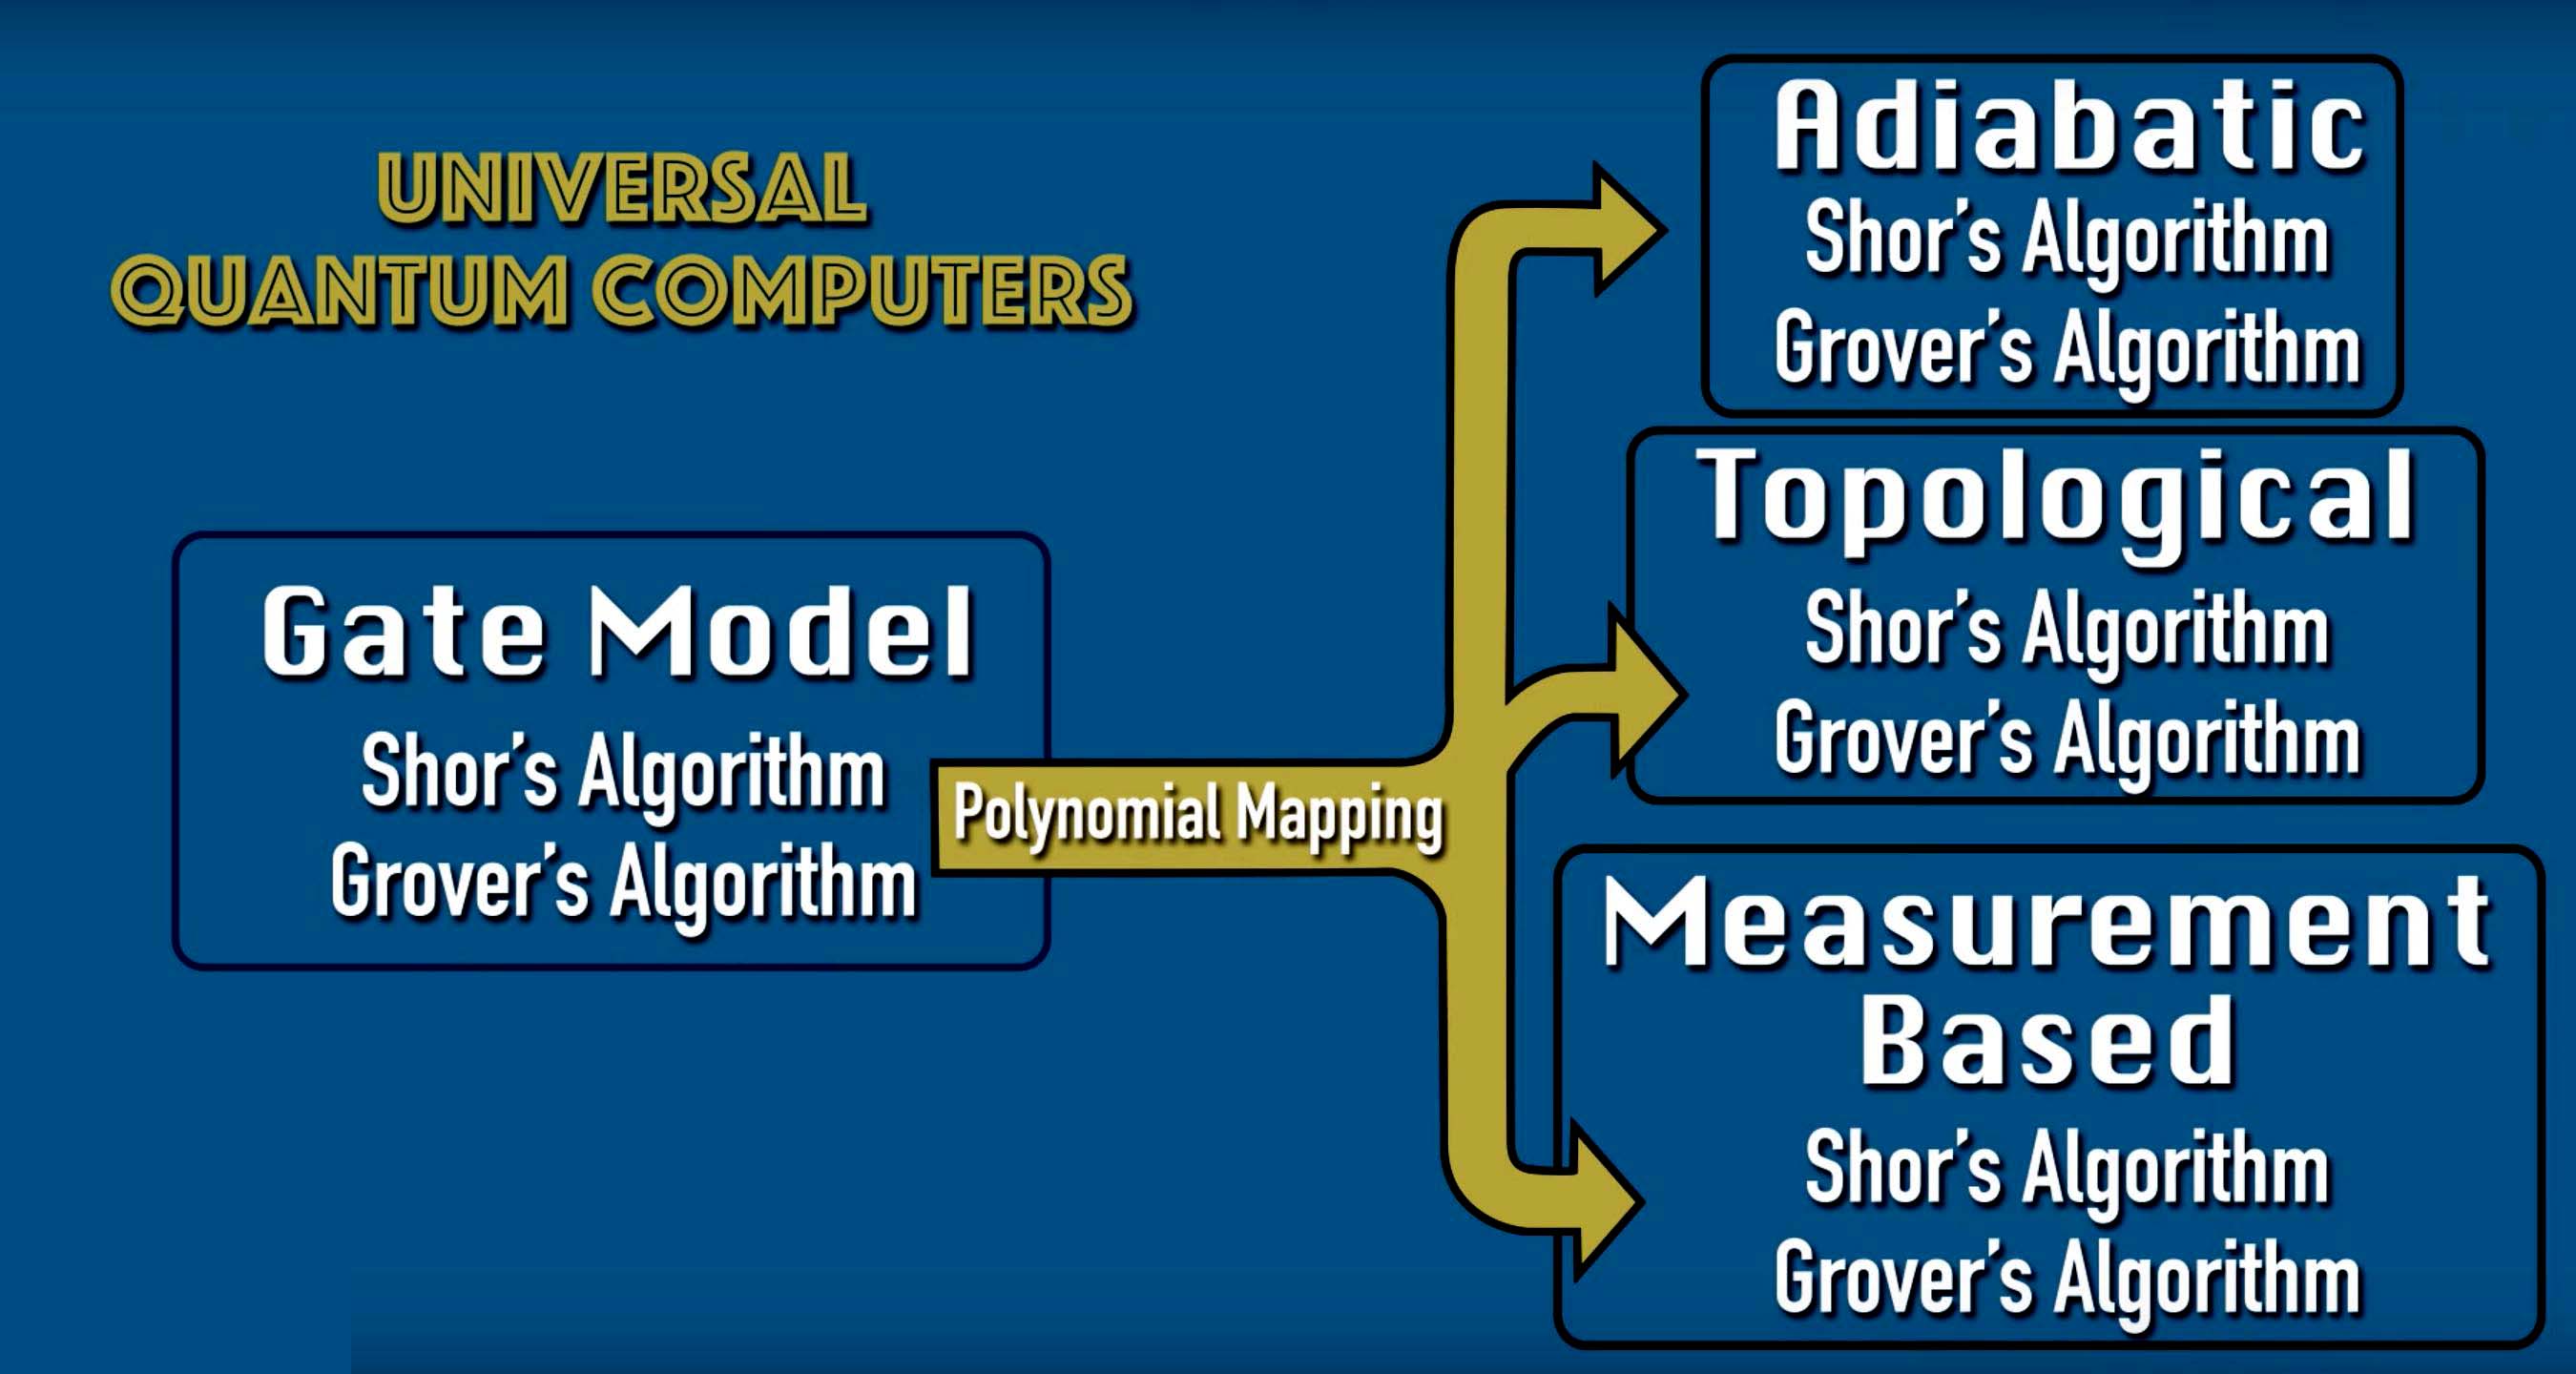 UNIVERSAL
QUANTUM COMPUTERS
Gate Model
Shor's Algorithm
Grover's Algorithm
Polynomial Mapping
Adiabatic
Shor's Algorithm
Grover's Algorithm
Topological
Shor's Algorithm
Grover's Algorithm
Measurement
Based
Shor's Algorithm
Grover's Algorithm